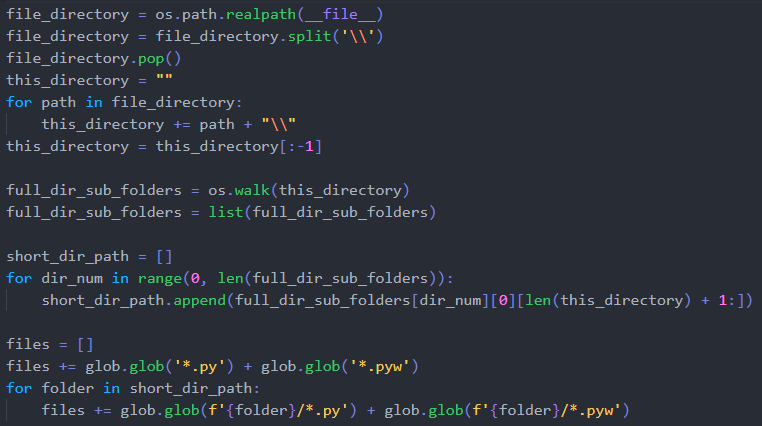 file_directory = os.path.realpath(__file__)
file_directory = file_directory.split('\\')
file_directory.pop()
this_directory = ""
for path in file_directory:
    this_directory += path + "\\"
this_directory = this_directory[:-1]

full_dir_sub_folders = os.walk(this_directory)
full_dir_sub_folders = list(full_dir_sub_folders)

short_dir_path = []
for dir_num in range(0, len(full_dir_sub_folders)):
    short_dir_path.append(full_dir_sub_folders[dir_num][0][len(this_directory) + 1:])

files = []
files += glob.glob('*.py') + glob.glob('*.pyw')
for folder in short_dir_path:
    files += glob.glob(f'{folder}/*.py') + glob.glob(f'{folder}/*.pyw')